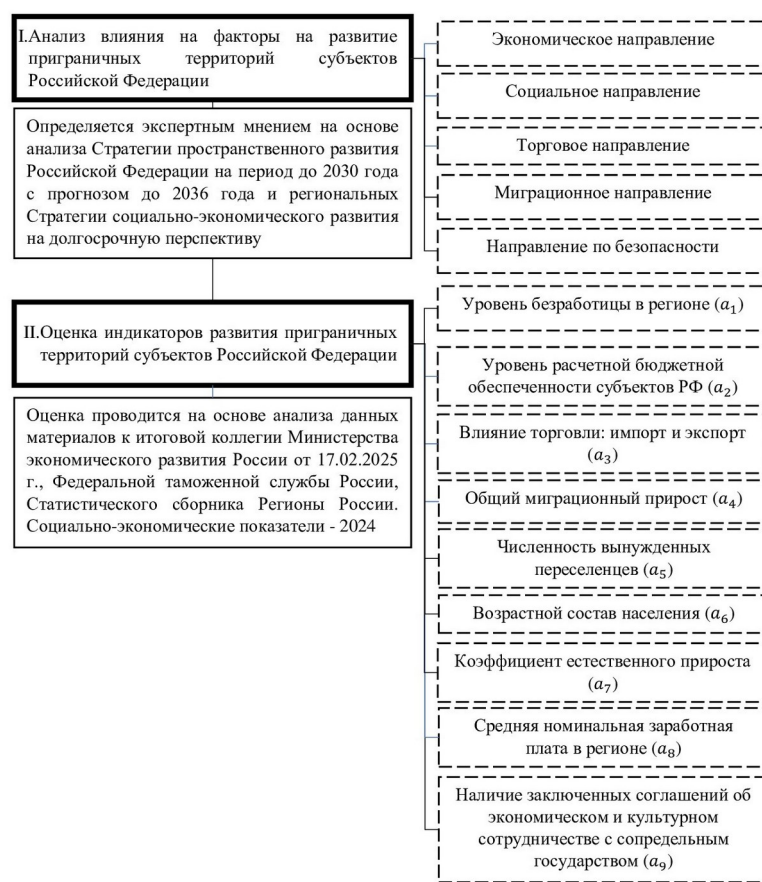 I.Анализ влияния на факторы на развитие
приграничных территорий субъектов
Российской Федерации
Определяется экспертным мнением на основе
анализа Стратегии пространственного развития
Российской Федерации на период до 2030 года
с прогнозом до 2036 года и региональных
Стратегии социально-экономического развития
на долгосрочную перспективу
Экономическое направление
Социальное направление
Торговое направление
Миграционное направление
Направление по безопасности
II.Оценка индикаторов развития приграничных
территорий субъектов Российской Федерации
Оценка проводится на основе анализа данных
материалов к итоговой коллегии Министерства
экономического развития России от 17.02.2025
г., Федеральной таможенной службы России,
Статистического сборника Регионы России.
Социально-экономические показатели - 2024
Уровень безработицы в регионе (a₁)
Уровень расчетной бюджетной
обеспеченности субъектов РФ (a₂)
Влияние торговли: импорт и экспорт
(a₃)
Общий миграционный прирост (a₄)
Численность вынужденных
переселенцев (a₅)
Возрастной состав населения (a₆)
Коэффициент естественного прироста
(a₇)
Средняя номинальная заработная
плата в регионе (a₈)
Наличие заключенных соглашений об
экономическом и культурном
сотрудничестве с сопредельным
государством (a₉)